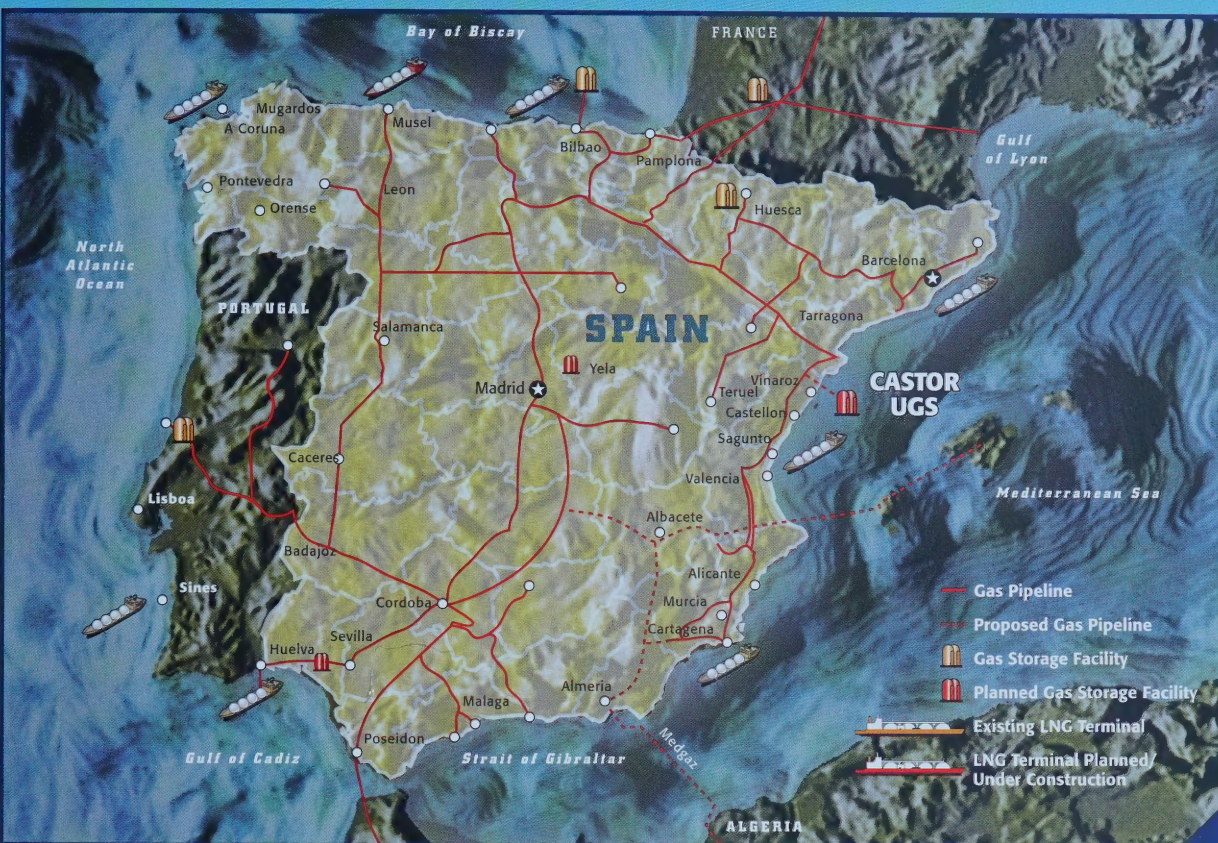 Bay of Biscay
FRANCE
Mugardos
A Coruna
Musel
Bilbao
Pamplona
Gulf
of Lyon
Pontevedra
Leon
Orense
Huesca
North
Atlantic
Ocean
Barcelona
PORTUGAL
SPAIN
Tarragona
Salamanca
Yela
Madrid
Vinaroz
Teruel
Castellon
CASTOR
UGS
Sagunto
Caceres
Valencia
Lisboa
Mediterranean Sea
Albacete
Badajoz
Alicante
Sines
Cordoba
Murcia
Cartagena
Sevilla
Huelva
Almeria
Malaga
Poseidon
Medgaz
Gulf of Cadiz
Strait of Gibraltar
ALGERIA
Gas Pipeline
Proposed Gas Pipeline
Gas Storage Facility
Planned Gas Storage Facility
Existing LNG Terminal
LNG Terminal Planned/
Under Construction